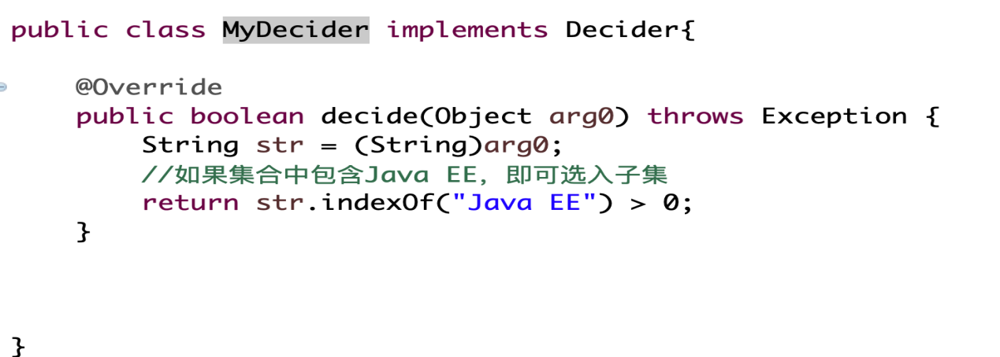 public class MyDecider implements Decider{
@Override
public boolean decide(Object arg0) throws Exception {
String str = (String)arg0;
//如果集合中包含Java EE，即可选入子集
return str.indexOf("Java EE") > 0;
}
}